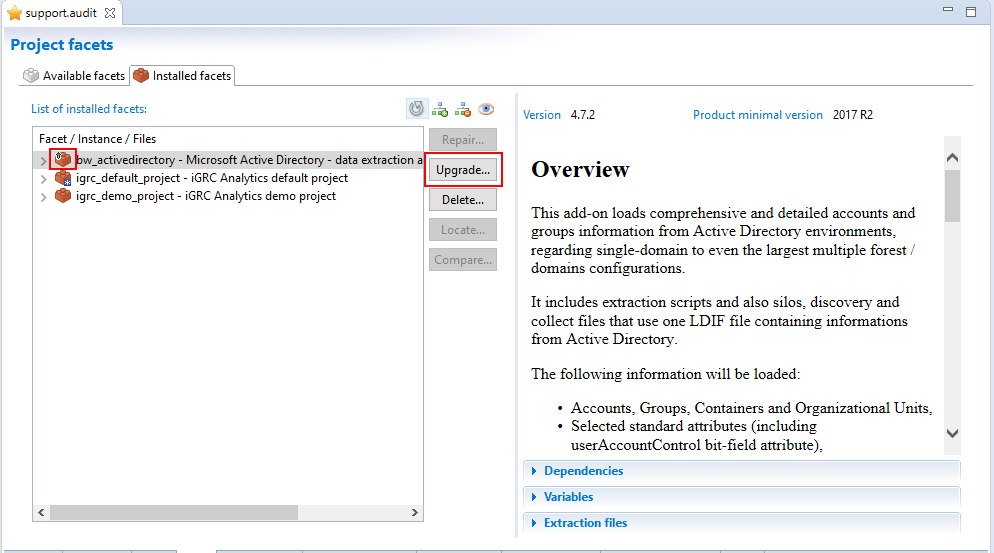 support.audit
Project facets
Available facets
Installed facets
List of installed facets:
Facet / Instance / Files
bw_activedirectory - Microsoft Active Directory - data extraction a
igrc_default_project - iGRC Analytics default project
igrc_demo_project - iGRC Analytics demo project
Repair...
Upgrade...
Delete...
Locate...
Compare...
Version 4.7.2
Product minimal version 2017 R2
Overview
This add-on loads comprehensive and detailed accounts and
groups information from Active Directory environments,
regarding single-domain to even the largest multiple forest /
domains configurations.
It includes extraction scripts and also silos, discovery and
collect files that use one LDIF file containing informations
from Active Directory.
The following information will be loaded:
• Accounts, Groups, Containers and Organizational Units,
• Selected standard attributes (including
userAccountControl bit-field attribute),
Dependencies
Variables
Extraction files